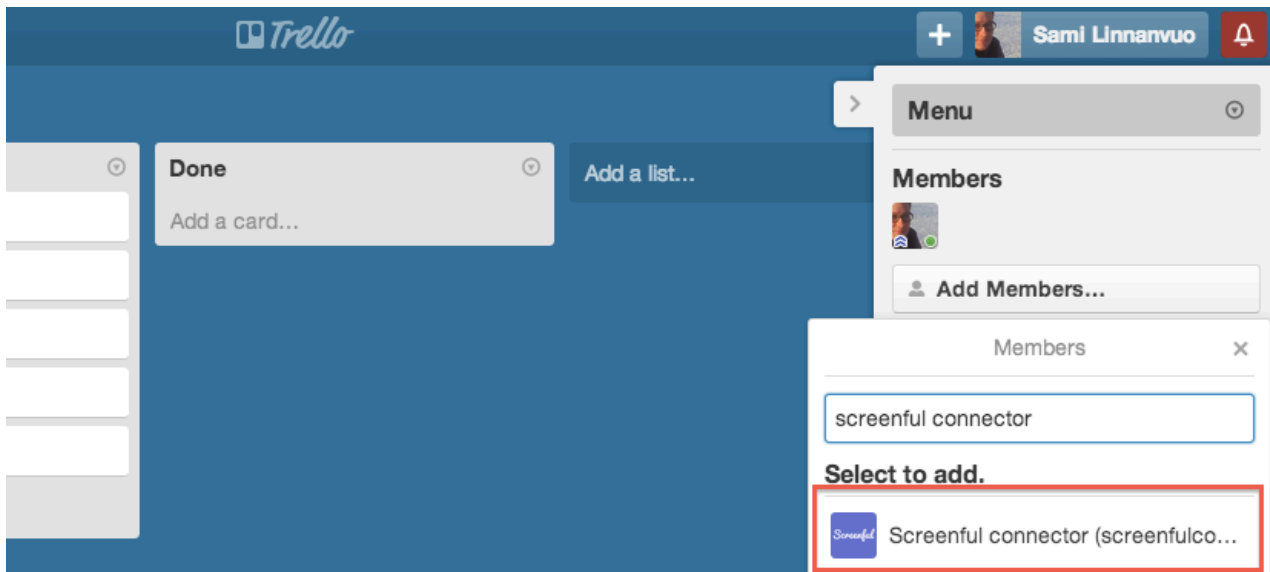 Trello
Sami Linnanvuo
Menu
Done
Add a list...
Members
Add a card...
Add Members...
Members
screenful connector
Select to add.
Screenful
Screenful connector (screenfulco...